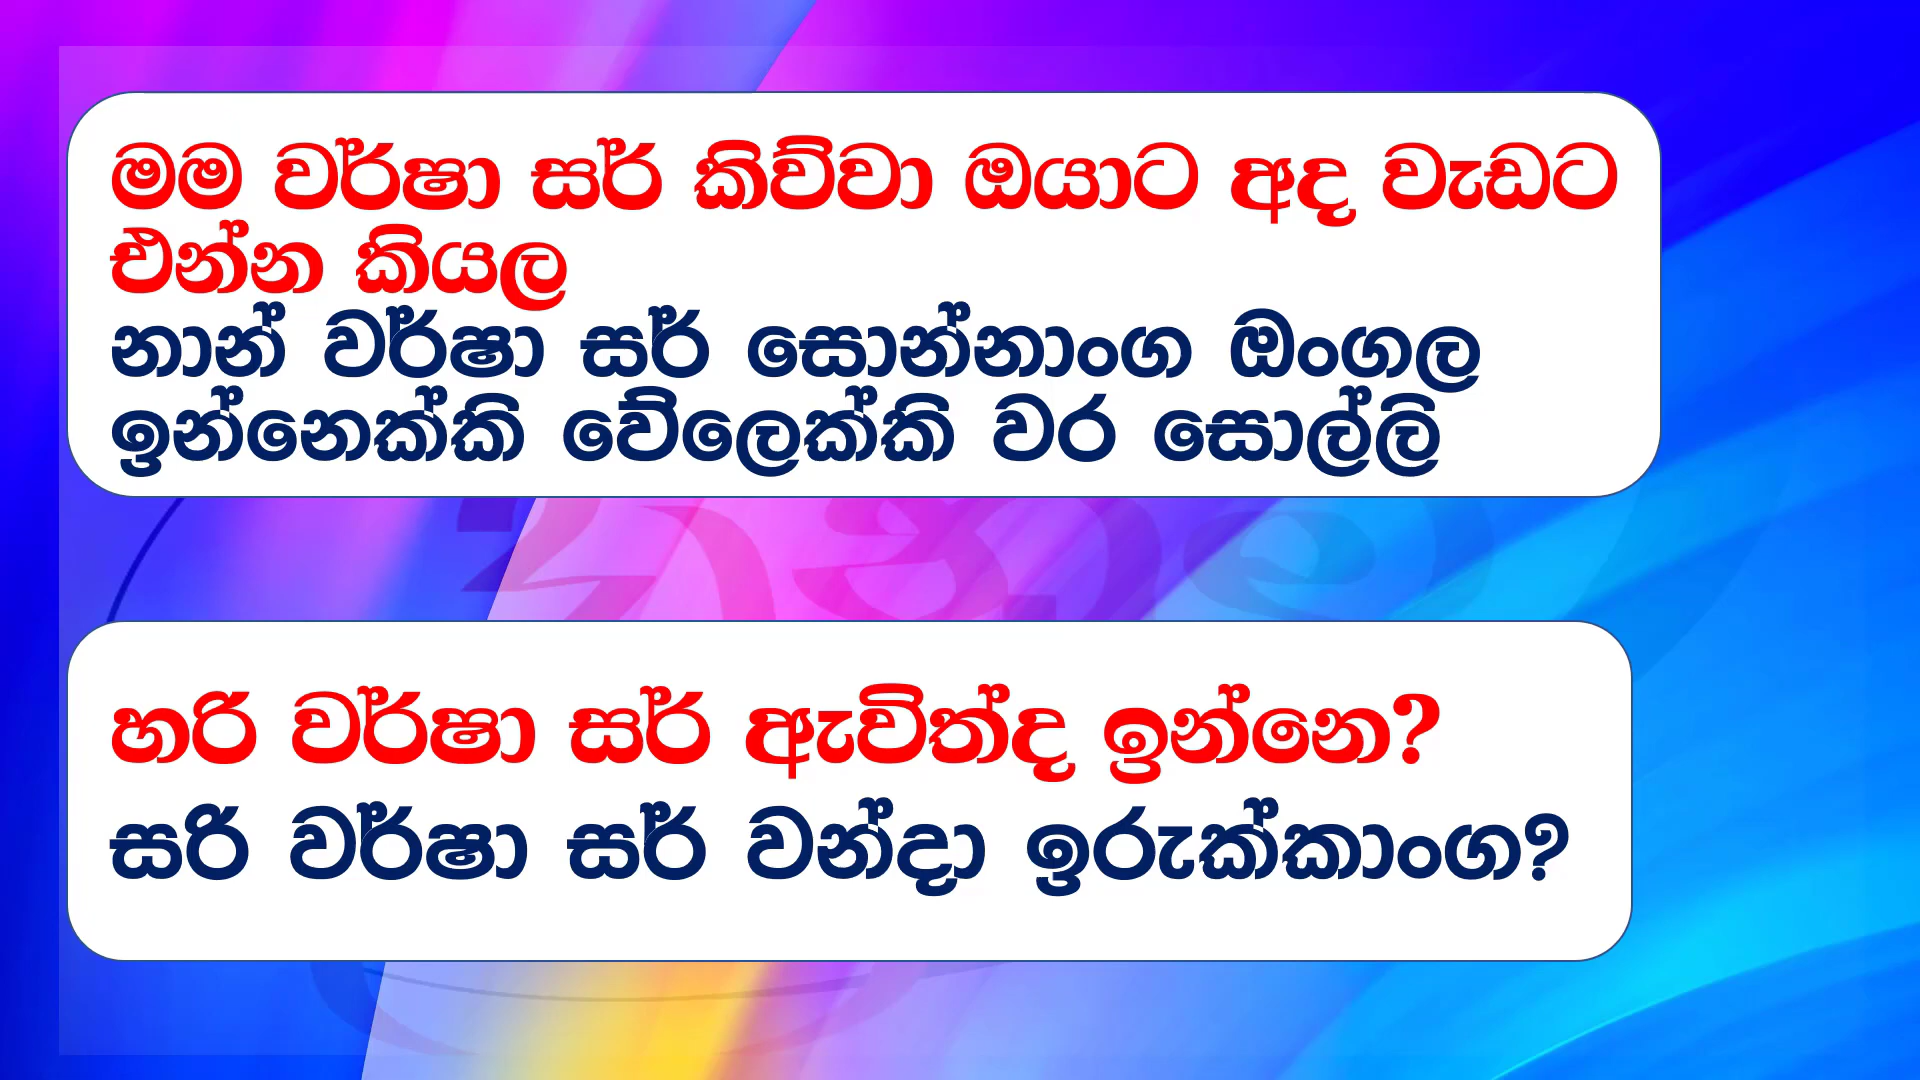 මම වර්ෂා සර් කිව්වා ඔයාට අද වැඩට
එන්න කියල
නාන් වර්ෂා සර් සොන්නාංග ඔංගල
ඉන්නෙක්කි වේලෙක්කි වර සොල්ලි
හරි වර්ෂා සර් ඇවිත්ද ඉන්නෙ?
සරි වර්ෂා සර් වන්දා ඉරුක්කාංග?